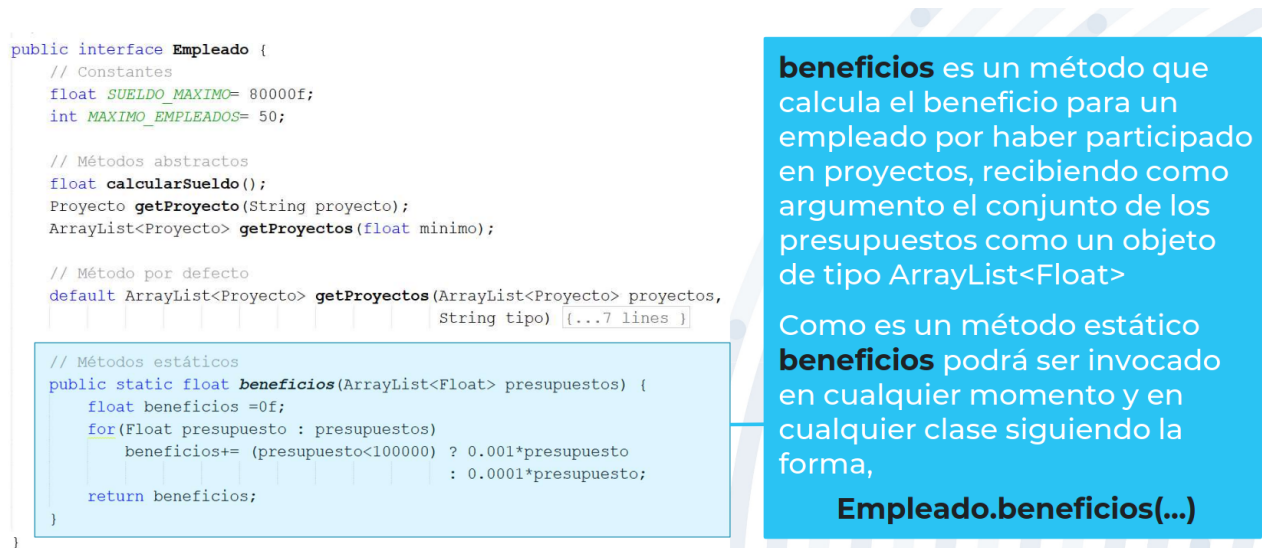 public interface Empleado {
    // Constantes
    float SUELDO_MAXIMO= 80000f;
    int MAXIMO_EMPLEADOS= 50;
    // Métodos abstractos
    float calcularSueldo();
    Proyecto getProyecto(String proyecto);
    ArrayList<Proyecto> getProyectos(float minimo);
    // Método por defecto
    default ArrayList<Proyecto> getProyectos(ArrayList<Proyecto> proyectos,
                                             String tipo) {...7 lines }
    // Métodos estáticos
    public static float beneficios(ArrayList<Float> presupuestos) {
        float beneficios =0f;
        for(Float presupuesto : presupuestos)
            beneficios+= (presupuesto<100000) ? 0.001*presupuesto
                                              : 0.0001*presupuesto;
        return beneficios;
    }
}
beneficios es un método que
calcula el beneficio para un
empleado por haber participado
en proyectos, recibiendo como
argumento el conjunto de los
presupuestos como un objeto
de tipo ArrayList<Float>
Como es un método estático
beneficios podrá ser invocado
en cualquier momento y en
cualquier clase siguiendo la
forma,
Empleado.beneficios(...)